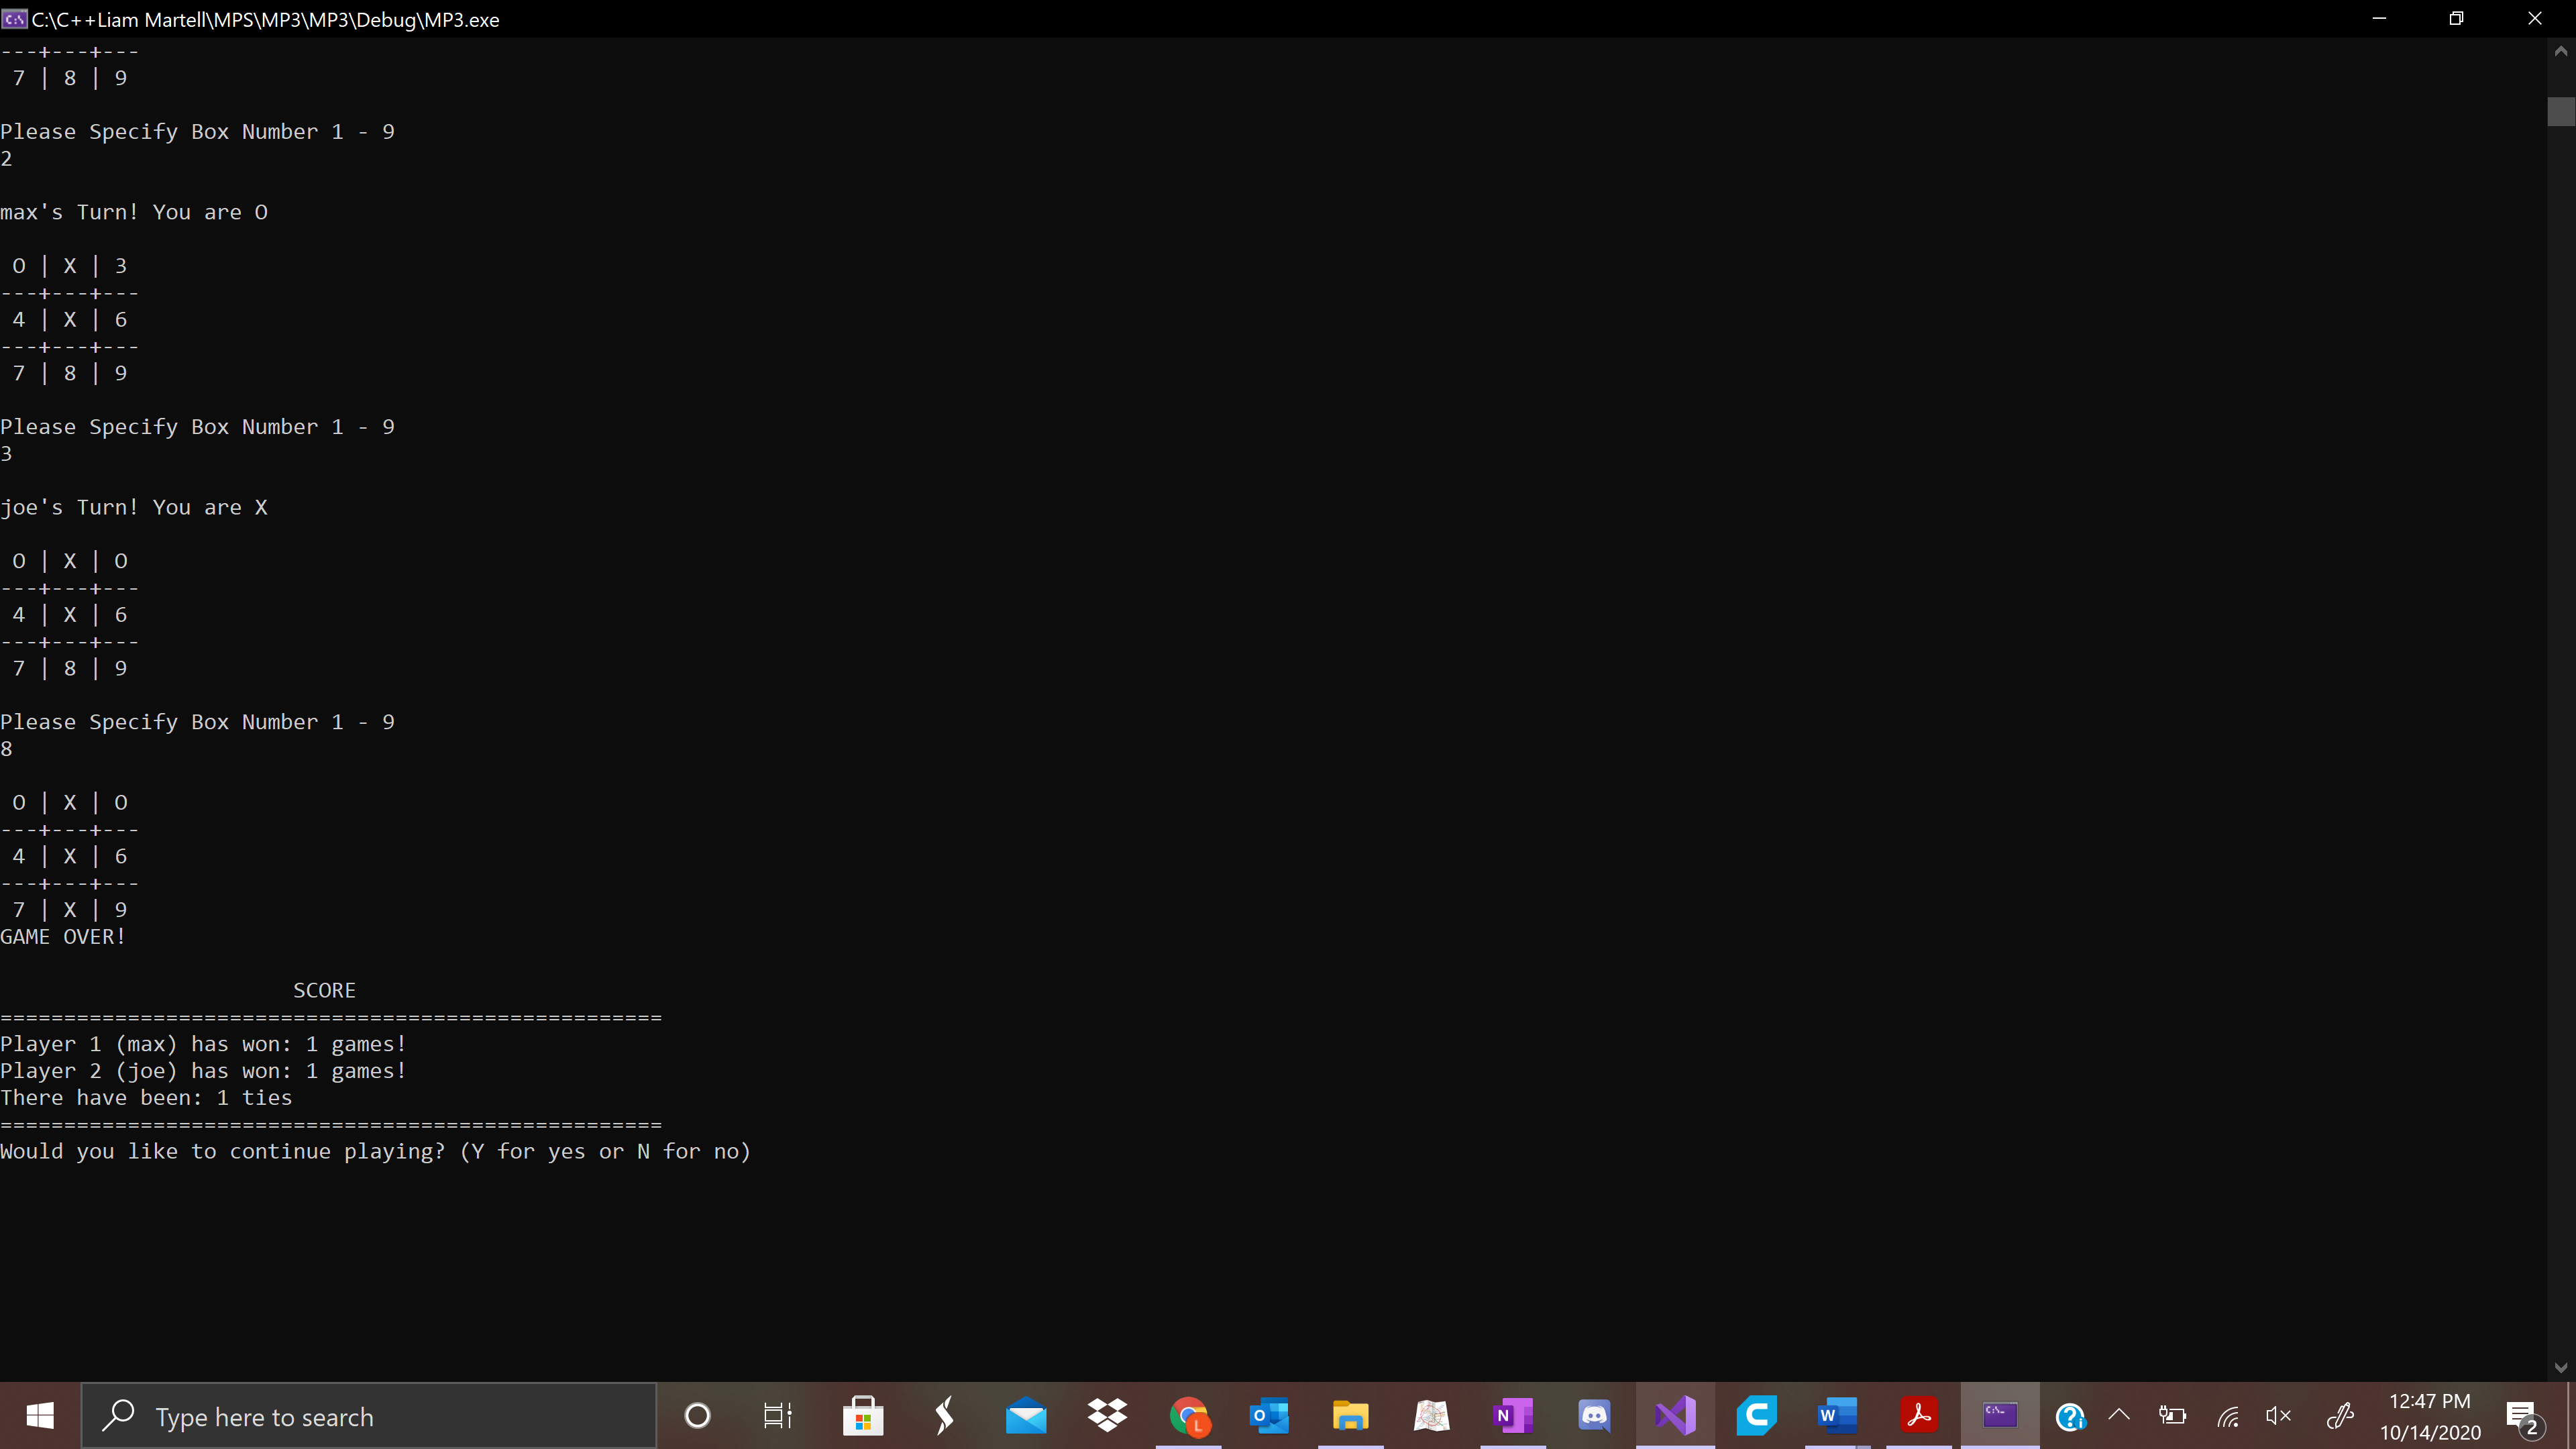 C:\C++Liam Martell\MPS\MP3\MP3\Debug\MP3.exe
---+---+---
 7 | 8 | 9

Please Specify Box Number 1 - 9
2

max's Turn! You are O

 O | X | 3
---+---+---
 4 | X | 6
---+---+---
 7 | 8 | 9

Please Specify Box Number 1 - 9
3

joe's Turn! You are X

 O | X | O
---+---+---
 4 | X | 6
---+---+---
 7 | 8 | 9

Please Specify Box Number 1 - 9
8

 O | X | O
---+---+---
 4 | X | 6
---+---+---
 7 | X | 9
GAME OVER!

                       SCORE
====================================================
Player 1 (max) has won: 1 games!
Player 2 (joe) has won: 1 games!
There have been: 1 ties
====================================================
Would you like to continue playing? (Y for yes or N for no)
Type here to search
12:47 PM
10/14/2020
2